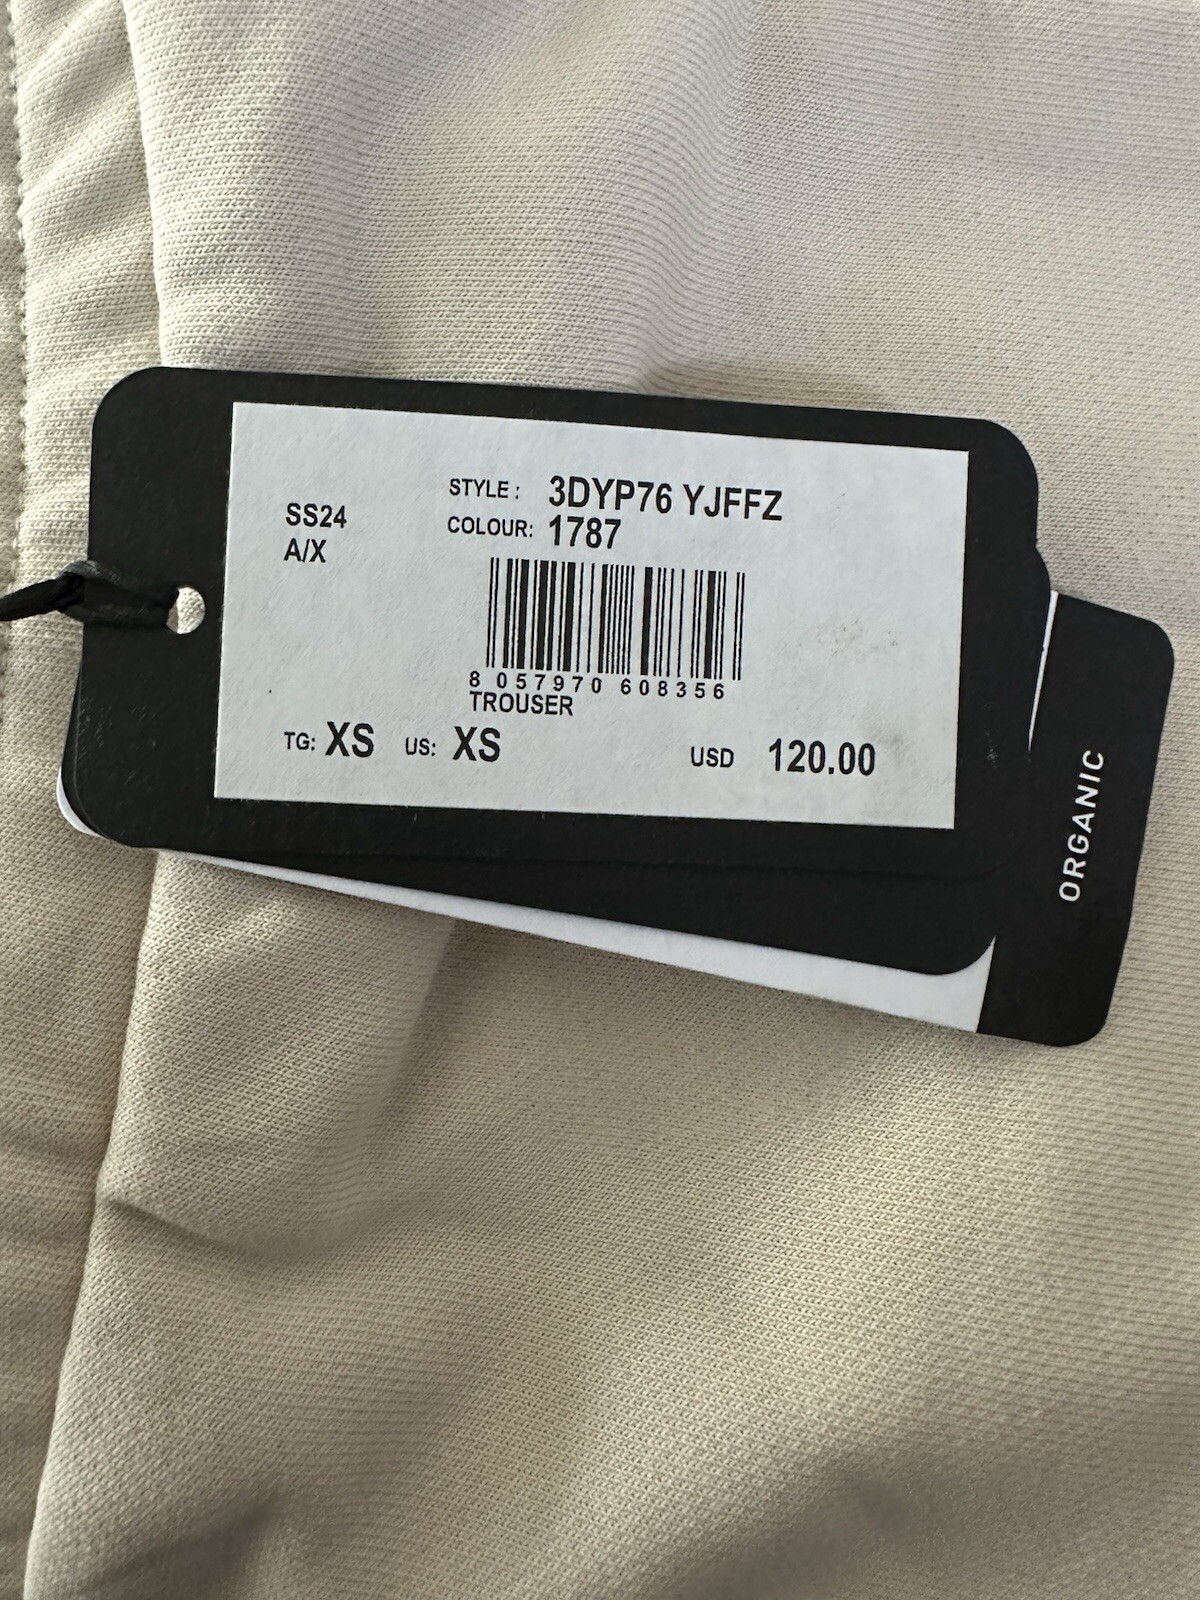 SS24
A/X
STYLE : 3DYP76 YJFFZ
COLOUR: 1787
8 057970 608356
TROUSER
TG: XS US: XS USD 120.00
ORGANIC